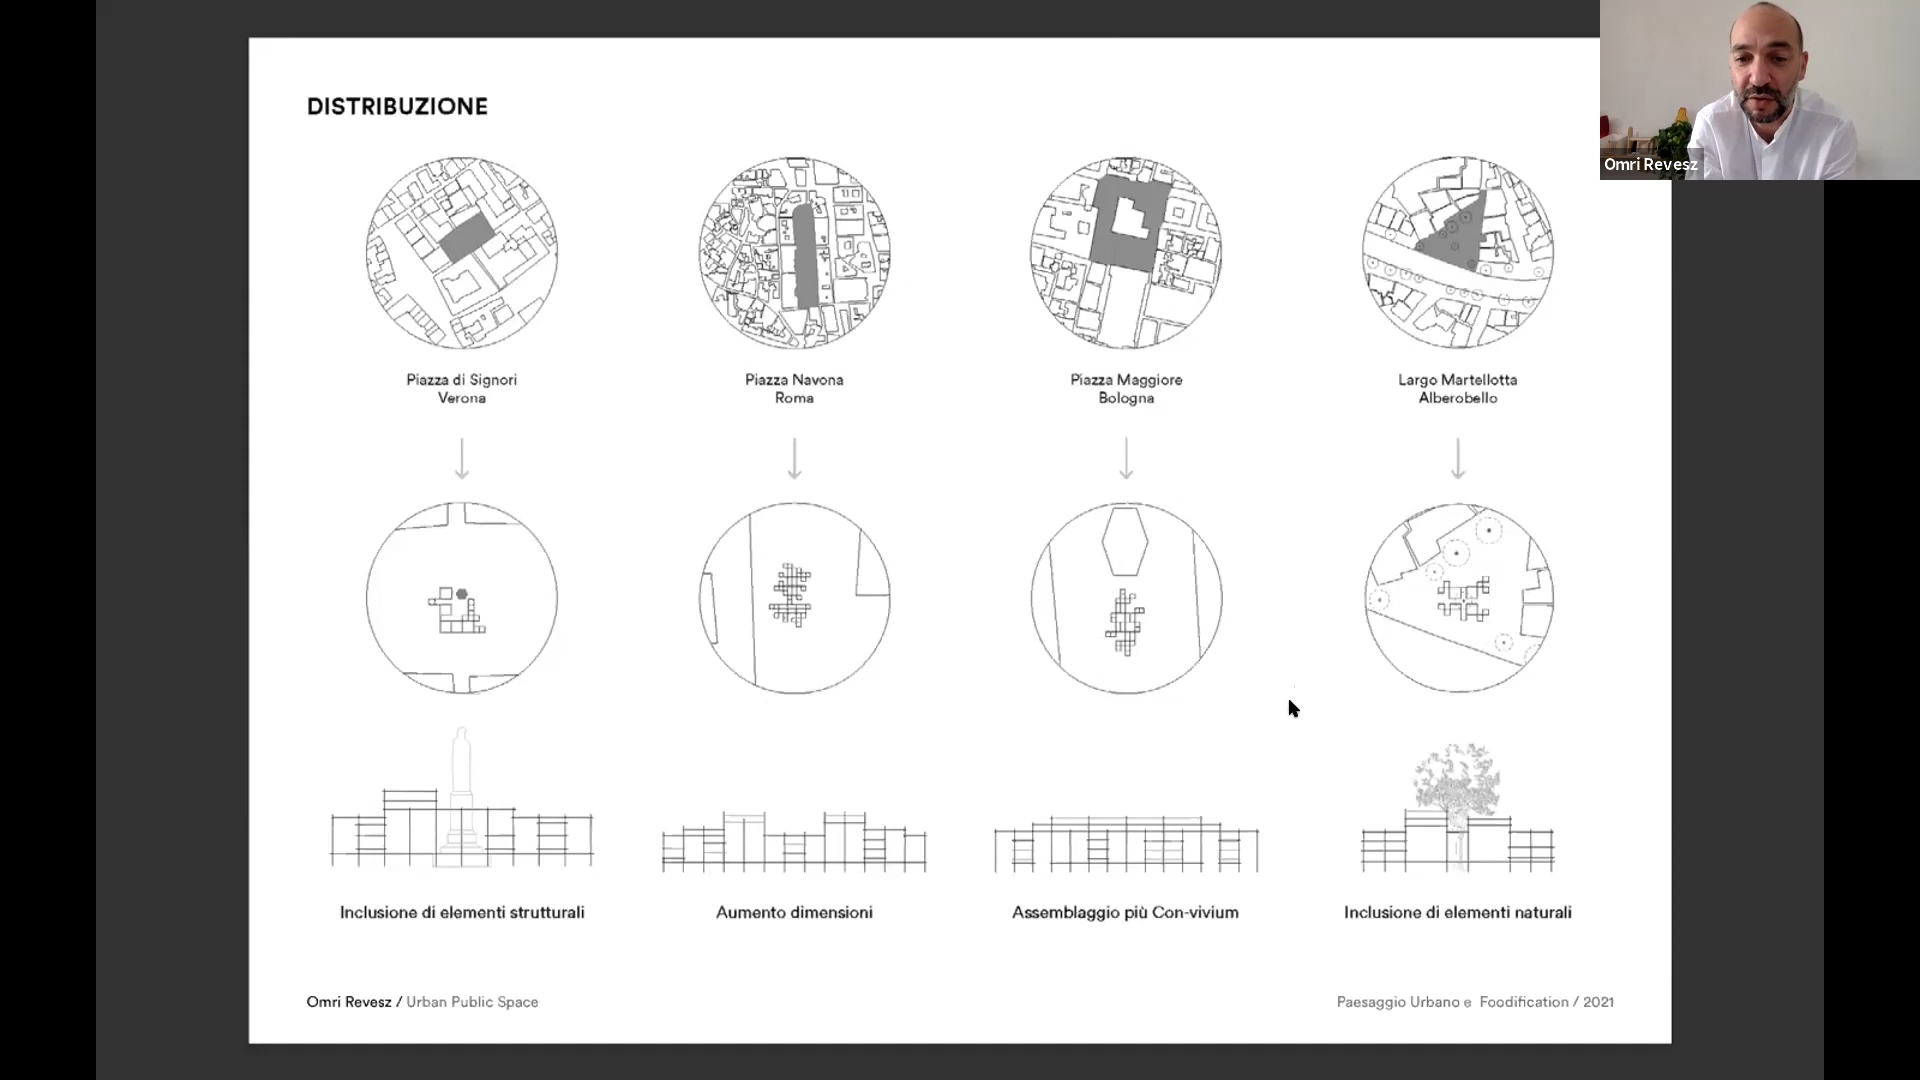 DISTRIBUZIONE
Omri Revesz
Piazza di Signori
Verona
Piazza Navona
Roma
Piazza Maggiore
Bologna
Largo Martellotta
Alberobello
Inclusione di elementi strutturali
Aumento dimensioni
Assemblaggio più Con-vivium
Inclusione di elementi naturali
Omri Revesz / Urban Public Space
Paesaggio Urbano e Foodification / 2021